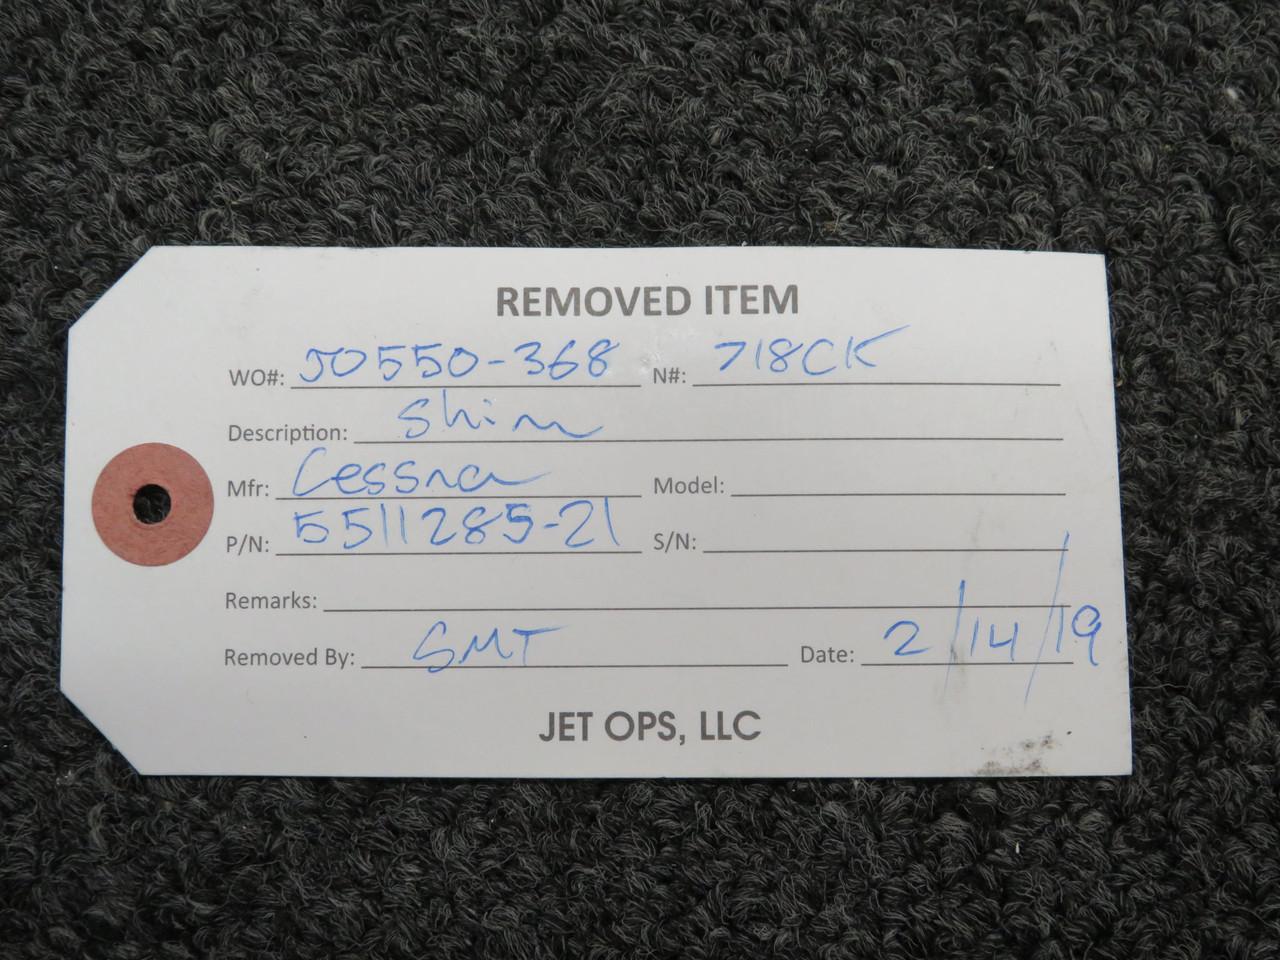 REMOVED ITEM
WO#: JO550-368 N#: 718CK
Description: Shim
Mfr: Cessna Model:
P/N: 5511285-21 S/N:
Remarks:
Removed By: SMT Date: 2/14/19
JET OPS, LLC